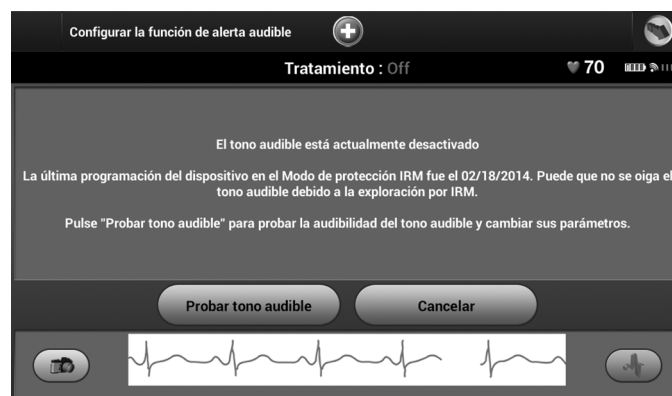 Configurar la función de alerta audible
Tratamiento : Off
70
El tono audible está actualmente desactivado
La última programación del dispositivo en el Modo de protección IRM fue el 02/18/2014. Puede que no se oiga el
tono audible debido a la exploración por IRM.
Pulse "Probar tono audible" para probar la audibilidad del tono audible y cambiar sus parámetros.
Probar tono audible
Cancelar